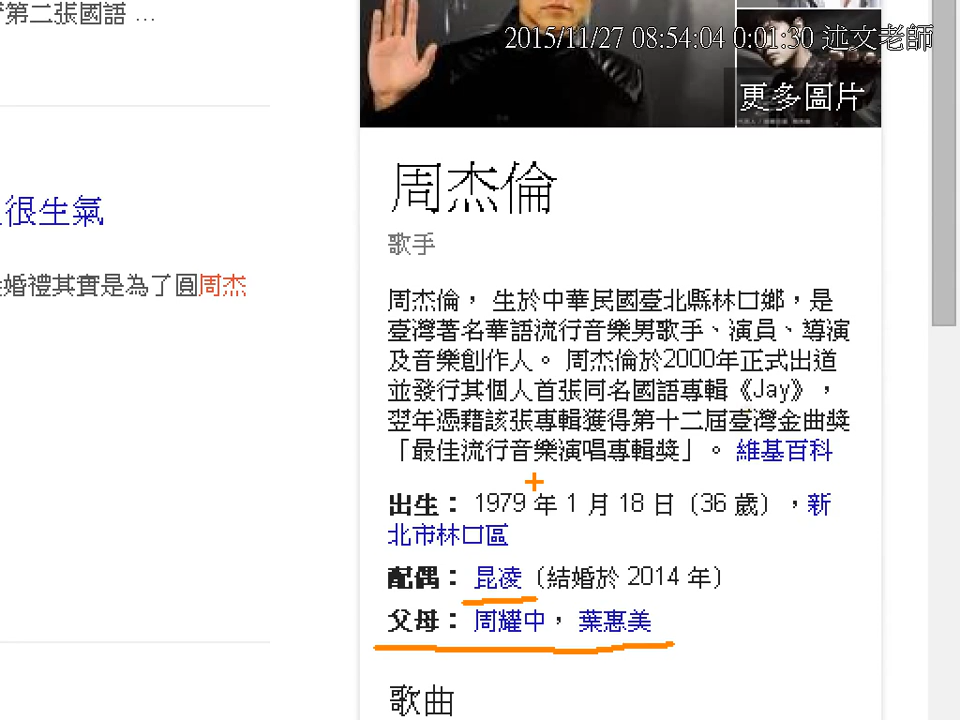 第二張國語 ...
2015/11/27 08:54:04 0:01:30 述文老師
更多圖片
周杰倫
歌手
很生氣
婚禮其實是為了圓周杰
周杰倫， 生於中華民國臺北縣林口鄉，是
臺灣著名華語流行音樂男歌手、演員、導演
及音樂創作人。 周杰倫於2000年正式出道
並發行其個人首張同名國語專輯《Jay》，
翌年憑藉該張專輯獲得第十二屆臺灣金曲獎
「最佳流行音樂演唱專輯獎」。 維基百科
出生： 1979 年 1 月 18 日（36 歲），新
北市林口區
配偶： 昆凌（結婚於 2014 年）
父母： 周耀中， 葉惠美
歌曲